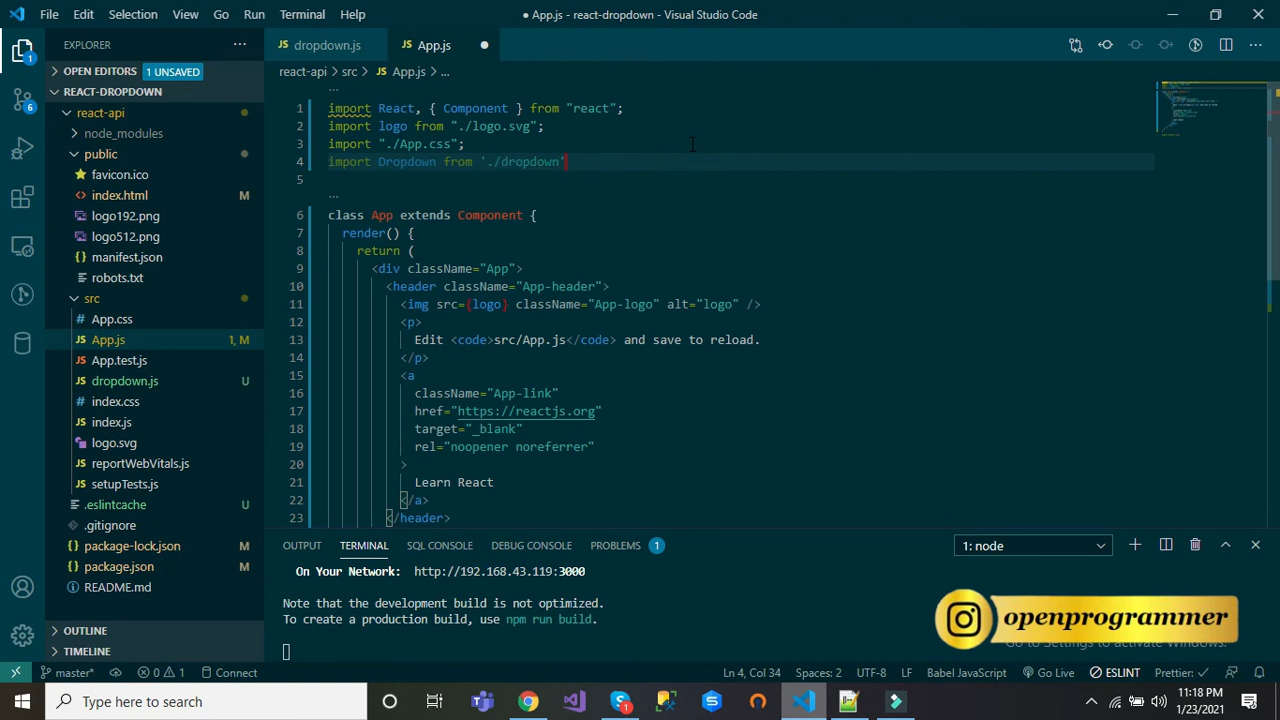 File Edit Selection View Go Run Terminal Help
● App.js - react-dropdown - Visual Studio Code
EXPLORER
OPEN EDITORS 1 UNSAVED
REACT-DROPDOWN
react-api
node_modules
public
favicon.ico
index.html M
logo192.png
logo512.png
manifest.json
robots.txt
src
App.css
App.js 1, M
App.test.js
dropdown.js U
index.css
index.js
logo.svg
reportWebVitals.js
setupTests.js
.eslintcache U
.gitignore
package-lock.json M
package.json M
README.md
OUTLINE
TIMELINE
1
6
JS dropdown.js JS App.js ●
react-api > src > JS App.js > ...
1 import React, { Component } from "react";
2 import logo from "./logo.svg";
3 import "./App.css";
4 import Dropdown from './dropdown'
5
6 class App extends Component {
7 render() {
8 return (
9 <div className="App">
10 <header className="App-header">
11 <img src={logo} className="App-logo" alt="logo" />
12 <p>
13 Edit <code>src/App.js</code> and save to reload.
14 </p>
15 <a
16 className="App-link"
17 href="https://reactjs.org"
18 target="_blank"
19 rel="noopener noreferrer"
20 >
21 Learn React
22 </a>
23 </header>
OUTPUT TERMINAL SQL CONSOLE DEBUG CONSOLE PROBLEMS 1
1: node
On Your Network: http://192.168.43.119:3000
Note that the development build is not optimized.
To create a production build, use npm run build.
openprogrammer
Go to Settings to activate Windows.
master* 0 1 Connect
Ln 4, Col 34 Spaces: 2 UTF-8 LF Babel JavaScript Go Live ESLINT Prettier: ✓
Type here to search
11:18 PM
1/23/2021